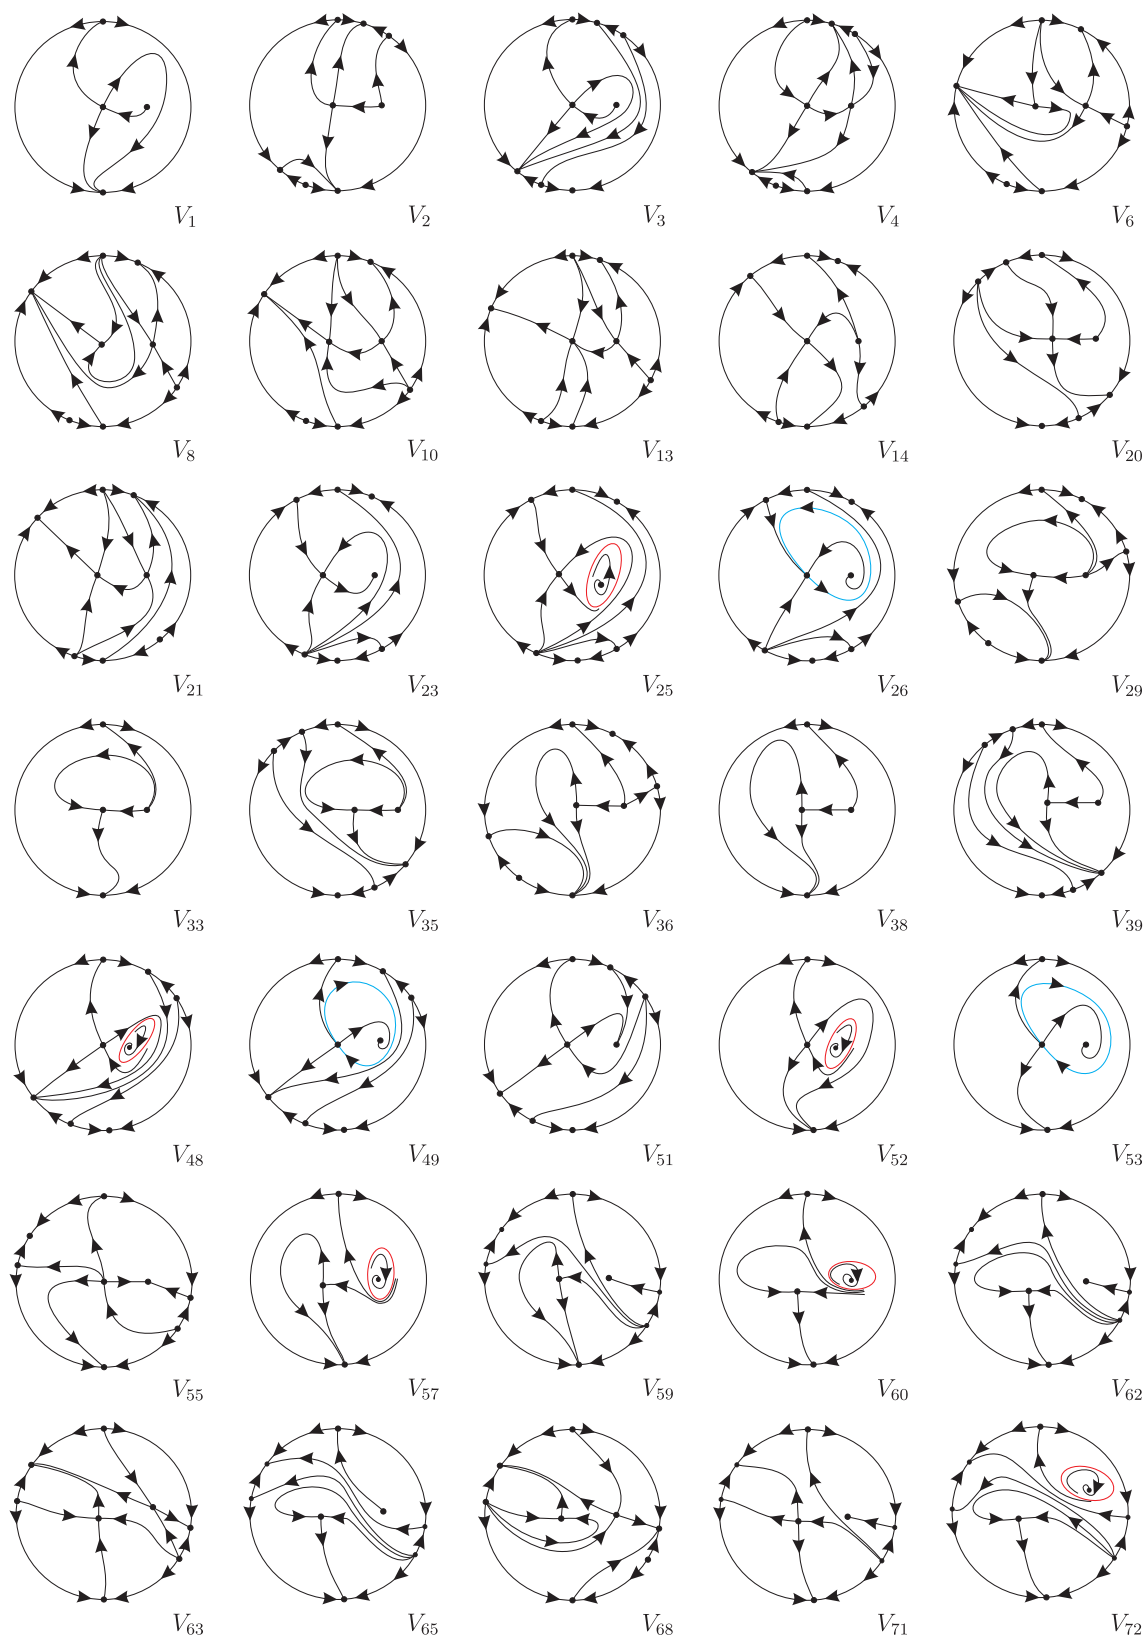 V₁ V₂ V₃ V₄ V₆
V₈ V₁₀ V₁₃ V₁₄ V₂₀
V₂₁ V₂₃ V₂₅ V₂₆ V₂₉
V₃₃ V₃₅ V₃₆ V₃₈ V₃₉
V₄₈ V₄₉ V₅₁ V₅₂ V₅₃
V₅₅ V₅₇ V₅₉ V₆₀ V₆₂
V₆₃ V₆₅ V₆₈ V₇₁ V₇₂